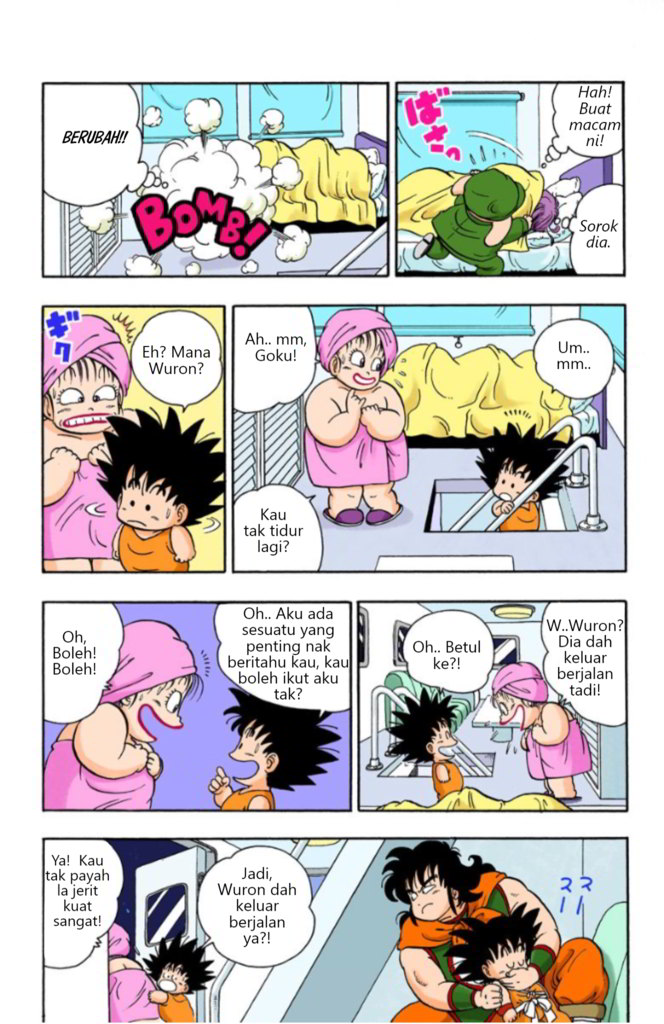 BERUBAH!!
BOMB!
Hah!
Buat
macam
ni!
ばさっ
Sorok
dia.
ギク
Eh? Mana
Wuron?
Ah.. mm,
Goku!
Um..
mm..
Kau
tak tidur
lagi?
Oh,
Boleh!
Boleh!
Oh.. Aku ada
sesuatu yang
penting nak
beritahu kau, kau
boleh ikut aku
tak?
Oh.. Betul
ke?!
W..Wuron?
Dia dah
keluar
berjalan
tadi!
Ya! Kau
tak payah
la jerit
kuat
sangat!
Jadi,
Wuron dah
keluar
berjalan
ya?!